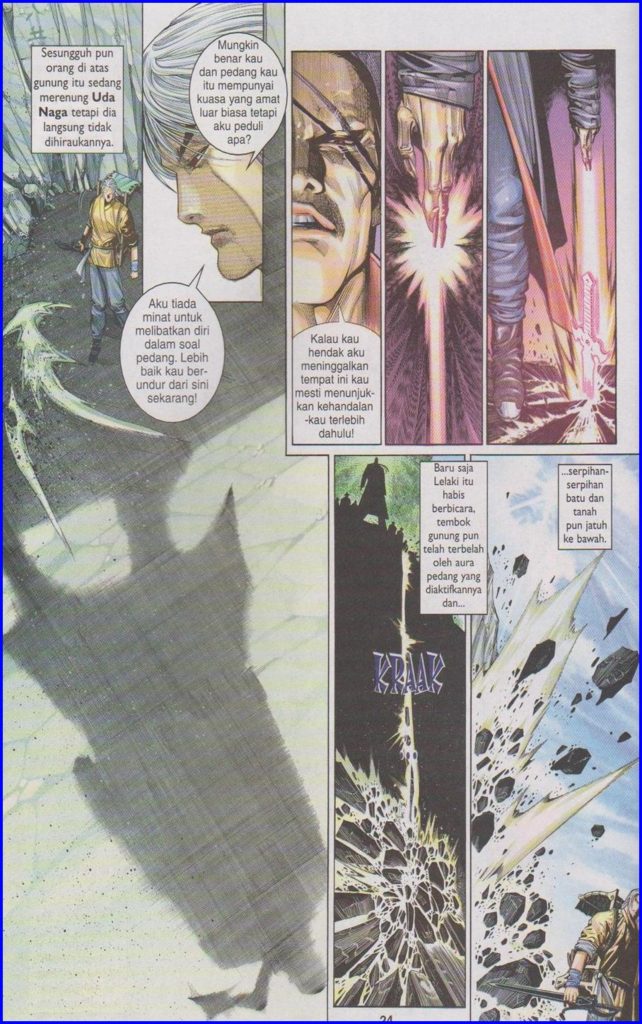 Sesungguh pun
orang di atas
gunung itu sedang
merenung Uda
Naga tetapi dia
langsung tidak
dihiraukannya.
Mungkin
benar kau
dan pedang kau
itu mempunyai
kuasa yang amat
luar biasa tetapi
aku peduli
apa?
Aku tiada
minat untuk
melibatkan diri
dalam soal
pedang. Lebih
baik kau ber-
undur dari sini
sekarang!
Kalau kau
hendak aku
meninggalkan
tempat ini kau
mesti menunjuk-
kan kehandalan
-kau terlebih
dahulu!
Baru saja
Lelaki itu
habis
berbicara,
tembok
gunung pun
telah terbelah
oleh aura
pedang yang
diaktifkannya
dan...
KRAAK
...serpihan-
serpihan
batu dan
tanah
pun jatuh
ke bawah.
24